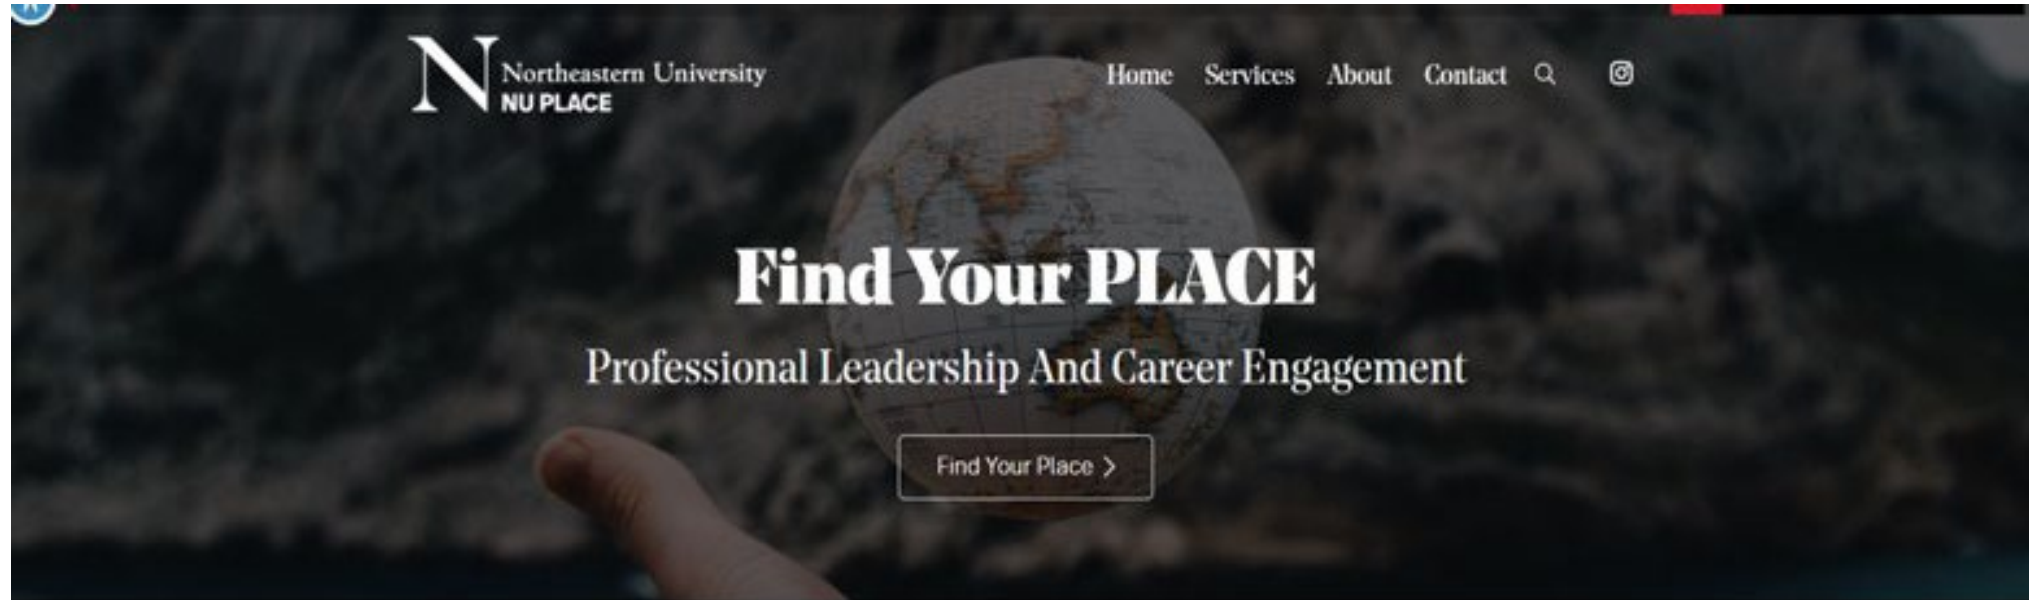 N Northeastern University
NU PLACE
Home Services About Contact
Find Your PLACE
Professional Leadership And Career Engagement
Find Your Place >